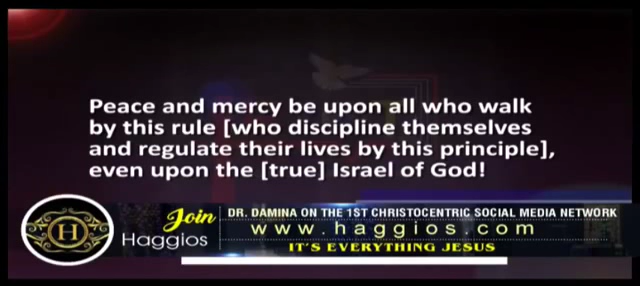 Peace and mercy be upon all who walk
by this rule [who discipline themselves
and regulate their lives by this principle],
even upon the [true] Israel of God!
H
Join
Haggios
DR. DAMINA ON THE 1ST CHRISTOCENTRIC SOCIAL MEDIA NETWORK
www.haggios.com
IT'S EVERYTHING JESUS